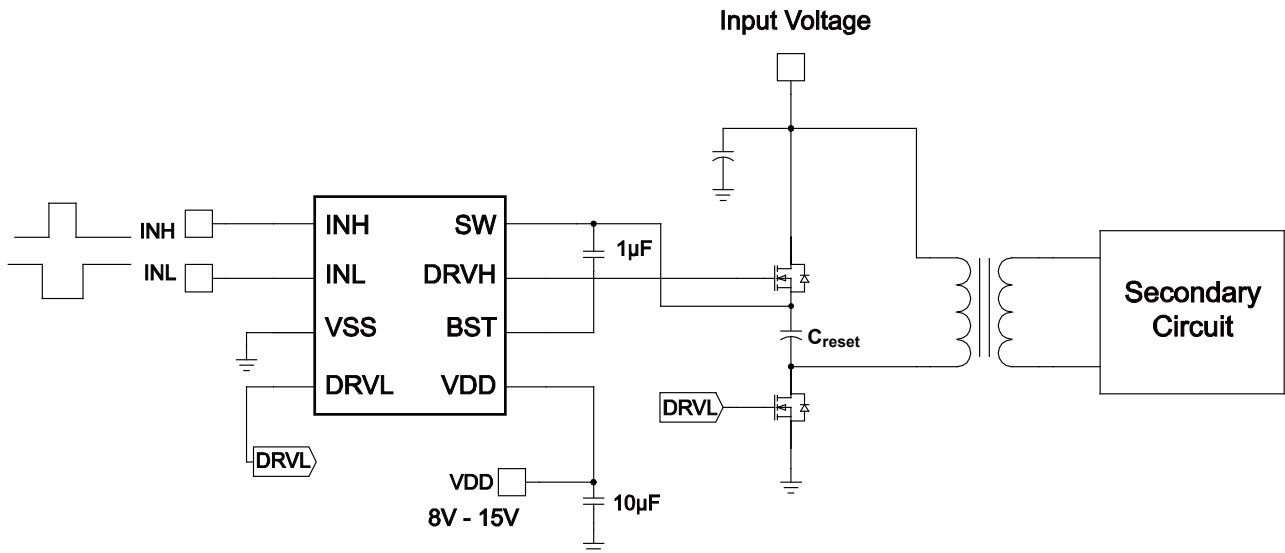 Input Voltage
INH
INL
INH
SW
INL
DRVH
VSS
BST
DRVL
VDD
1µF
DRVL
VDD
8V - 15V
10µF
Creset
DRVL
Secondary
Circuit